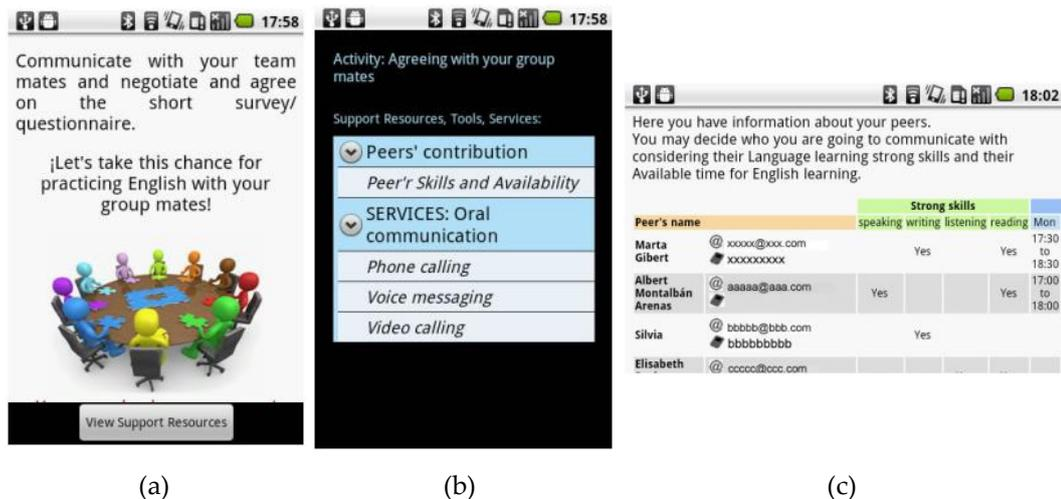 17:58
Communicate with your team
mates and negotiate and agree
on the short survey/
questionnaire.
¡Let's take this chance for
practicing English with your
group mates!
View Support Resources
(a)
17:58
Activity: Agreeing with your group
mates
Support Resources, Tools, Services:
Peers' contribution
Peer'r Skills and Availability
SERVICES: Oral
communication
Phone calling
Voice messaging
Video calling
(b)
18:02
Here you have information about your peers.
You may decide who you are going to communicate with
considering their Language learning strong skills and their
Available time for English learning.
Strong skills
Peer's name speaking writing listening reading Mon
Marta
Gibert
@ xxxxx@xxx.com
xxxxxxxxx
Yes Yes
17:30
to
18:30
Albert
Montalbán
Arenas
@ aaaaa@aaa.com
Yes Yes
17:00
to
18:00
Silvia
@ bbbbb@bbb.com
bbbbbbbbb
Yes
Elisabeth
@ ccccc@ccc.com
(c)